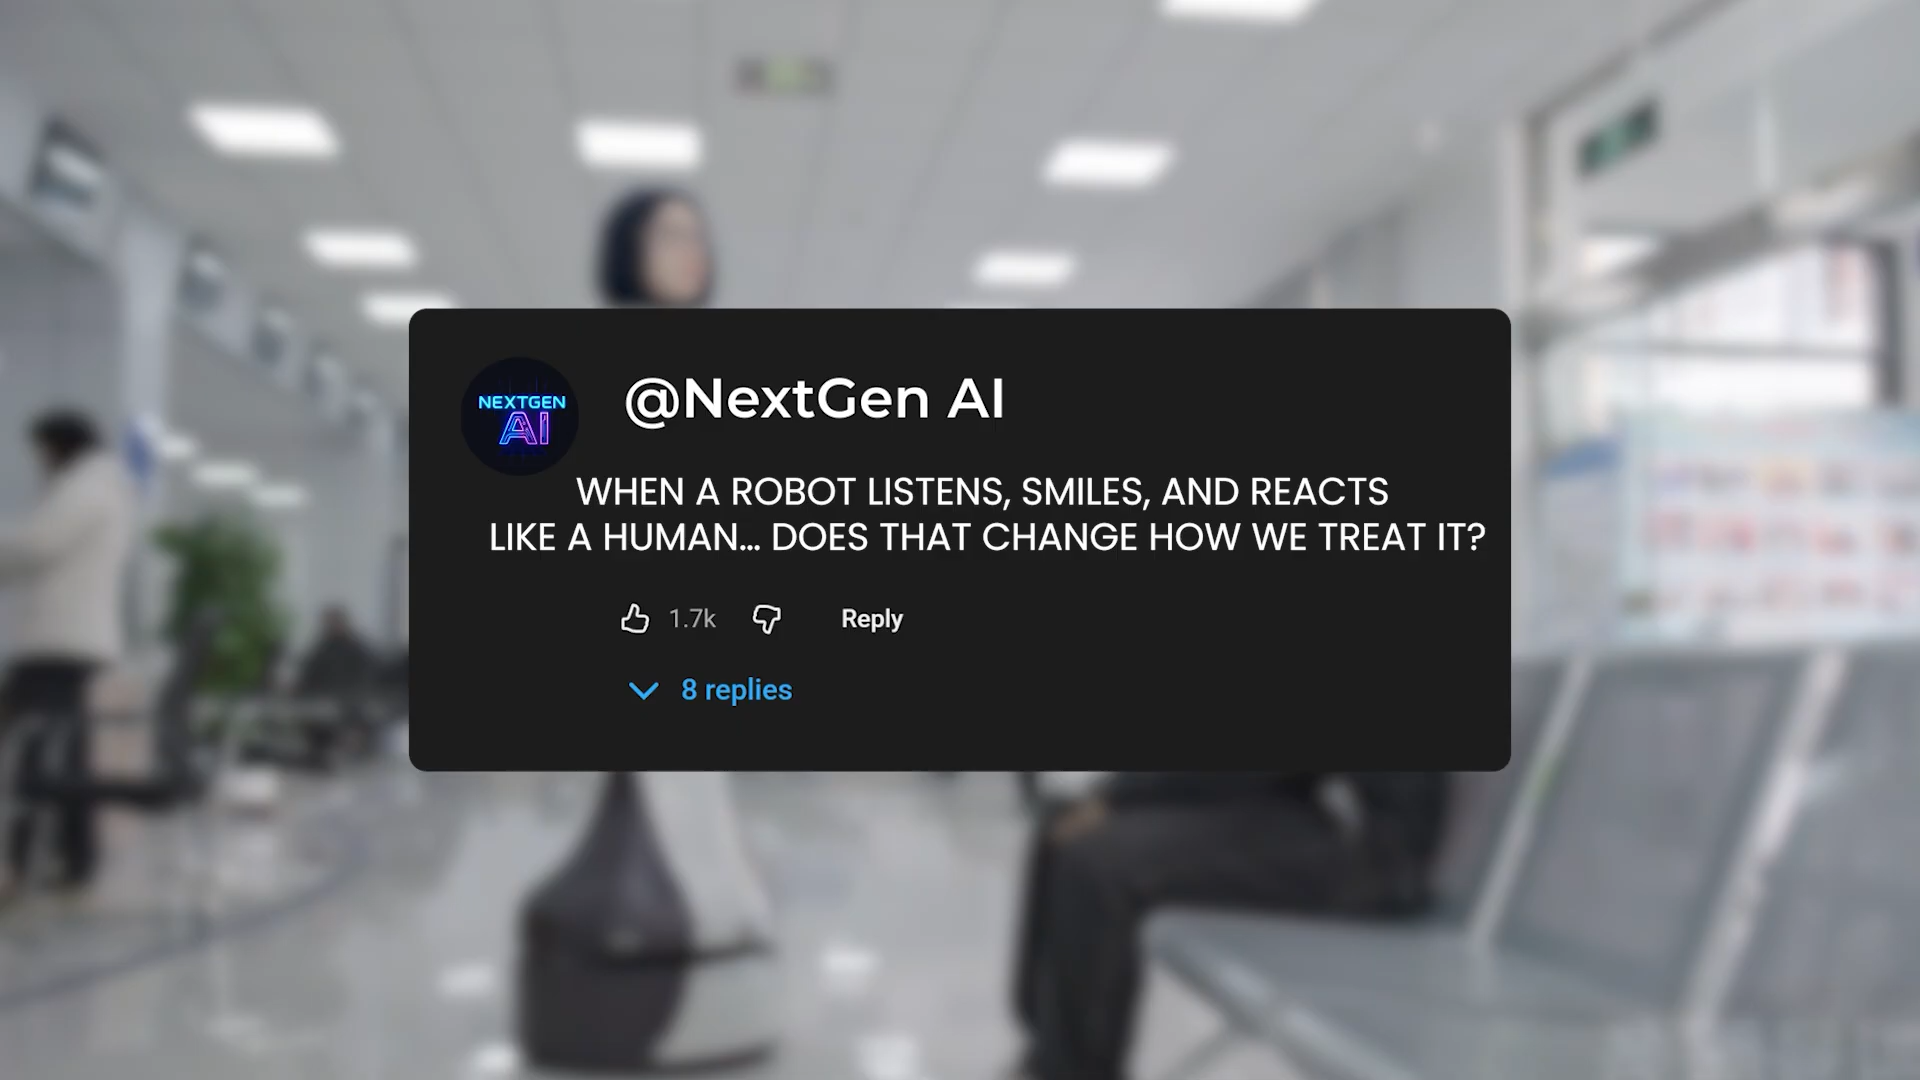 NEXTGEN
AI
@NextGen AI
WHEN A ROBOT LISTENS, SMILES, AND REACTS
LIKE A HUMAN... DOES THAT CHANGE HOW WE TREAT IT?
1.7k
Reply
8 replies